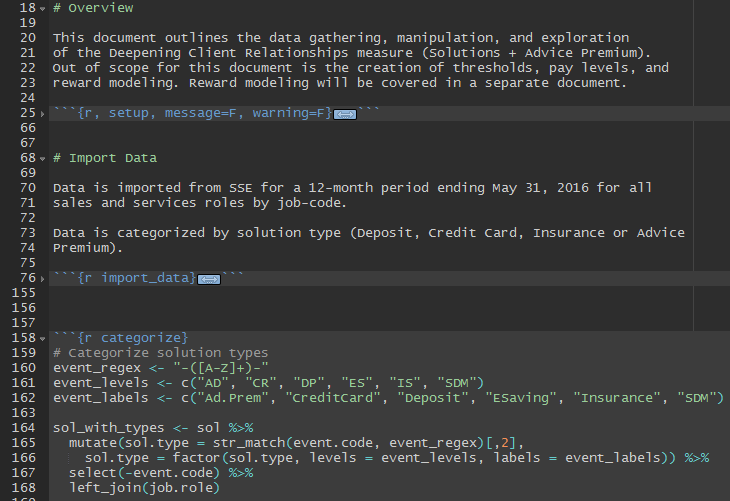 18 # Overview
19
20 This document outlines the data gathering, manipulation, and exploration
21 of the Deepening Client Relationships measure (Solutions + Advice Premium).
22 Out of scope for this document is the creation of thresholds, pay levels, and
23 reward modeling. Reward modeling will be covered in a separate document.
24
25 ```{r, setup, message=F, warning=F}```
66
67
68 # Import Data
69
70 Data is imported from SSE for a 12-month period ending May 31, 2016 for all
71 sales and services roles by job-code.
72
73 Data is categorized by solution type (Deposit, Credit Card, Insurance or Advice
74 Premium).
75
76 ```{r import_data}```
155
156
157
158 ```{r categorize}
159 # Categorize solution types
160 event_regex <- "-([A-Z]+)-"
161 event_levels <- c("AD", "CR", "DP", "ES", "IS", "SDM")
162 event_labels <- c("Ad.Prem", "CreditCard", "Deposit", "ESaving", "Insurance", "SDM")
163
164 sol_with_types <- sol %>%
165   mutate(sol.type = str_match(event.code, event_regex)[,2],
166     sol.type = factor(sol.type, levels = event_levels, labels = event_labels)) %>%
167   select(-event.code) %>%
168   left_join(job.role)